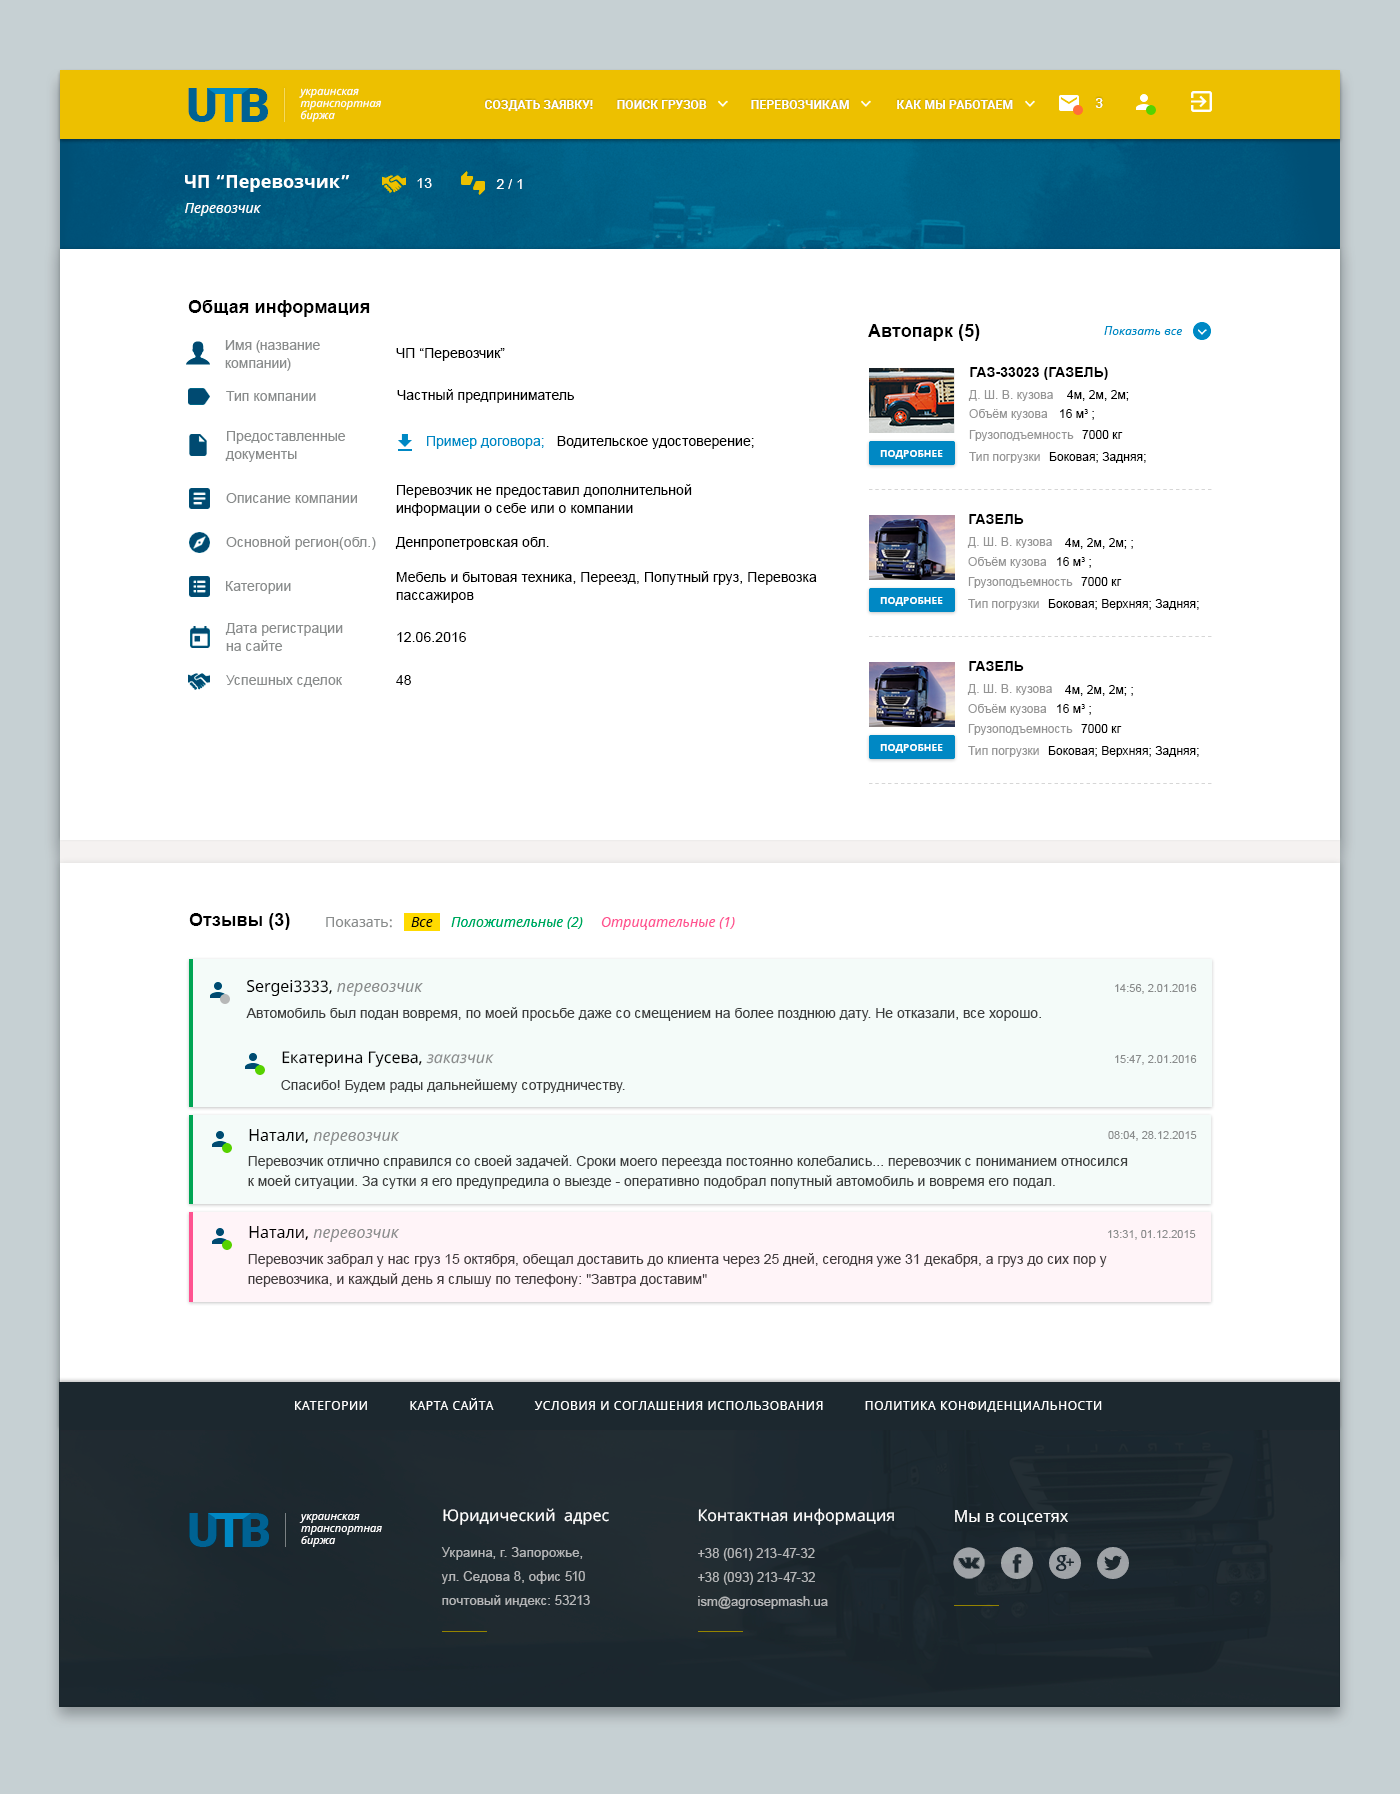 UTB
украинская
транспортная
биржа
СОЗДАТЬ ЗАЯВКУ!
ПОИСК ГРУЗОВ
ПЕРЕВОЗЧИКАМ
КАК МЫ РАБОТАЕМ
3
ЧП “Перевозчик”
13
2 / 1
Перевозчик
Общая информация
Имя (название
компании)
ЧП “Перевозчик”
Тип компании
Частный предприниматель
Предоставленные
документы
Пример договора; Водительское удостоверение;
Описание компании
Перевозчик не предоставил дополнительной
информации о себе или о компании
Основной регион(обл.)
Денпропетровская обл.
Категории
Мебель и бытовая техника, Переезд, Попутный груз, Перевозка
пассажиров
Дата регистрации
на сайте
12.06.2016
Успешных сделок
48
Автопарк (5)
Показать все
ГАЗ-33023 (ГАЗЕЛЬ)
Д. Ш. В. кузова 4м, 2м, 2м;
Объём кузова 16 м³ ;
Грузоподъемность 7000 кг
Тип погрузки Боковая; Задняя;
ПОДРОБНЕЕ
ГАЗЕЛЬ
Д. Ш. В. кузова 4м, 2м, 2м; ;
Объём кузова 16 м³ ;
Грузоподъемность 7000 кг
Тип погрузки Боковая; Верхняя; Задняя;
ПОДРОБНЕЕ
ГАЗЕЛЬ
Д. Ш. В. кузова 4м, 2м, 2м; ;
Объём кузова 16 м³ ;
Грузоподъемность 7000 кг
Тип погрузки Боковая; Верхняя; Задняя;
ПОДРОБНЕЕ
Отзывы (3)
Показать: Все Положительные (2) Отрицательные (1)
Sergei3333, перевозчик
14:56, 2.01.2016
Автомобиль был подан вовремя, по моей просьбе даже со смещением на более позднюю дату. Не отказали, все хорошо.
Екатерина Гусева, заказчик
15:47, 2.01.2016
Спасибо! Будем рады дальнейшему сотрудничеству.
Натали, перевозчик
08:04, 28.12.2015
Перевозчик отлично справился со своей задачей. Сроки моего переезда постоянно колебались... перевозчик с пониманием относился
к моей ситуации. За сутки я его предупредила о выезде - оперативно подобрал попутный автомобиль и вовремя его подал.
Натали, перевозчик
13:31, 01.12.2015
Перевозчик забрал у нас груз 15 октября, обещал доставить до клиента через 25 дней, сегодня уже 31 декабря, а груз до сих пор у
перевозчика, и каждый день я слышу по телефону: "Завтра доставим"
КАТЕГОРИИ
КАРТА САЙТА
УСЛОВИЯ И СОГЛАШЕНИЯ ИСПОЛЬЗОВАНИЯ
ПОЛИТИКА КОНФИДЕНЦИАЛЬНОСТИ
UTB
украинская
транспортная
биржа
Юридический адрес
Украина, г. Запорожье,
ул. Седова 8, офис 510
почтовый индекс: 53213
Контактная информация
+38 (061) 213-47-32
+38 (093) 213-47-32
ism@agrosepmash.ua
Мы в соцсетях